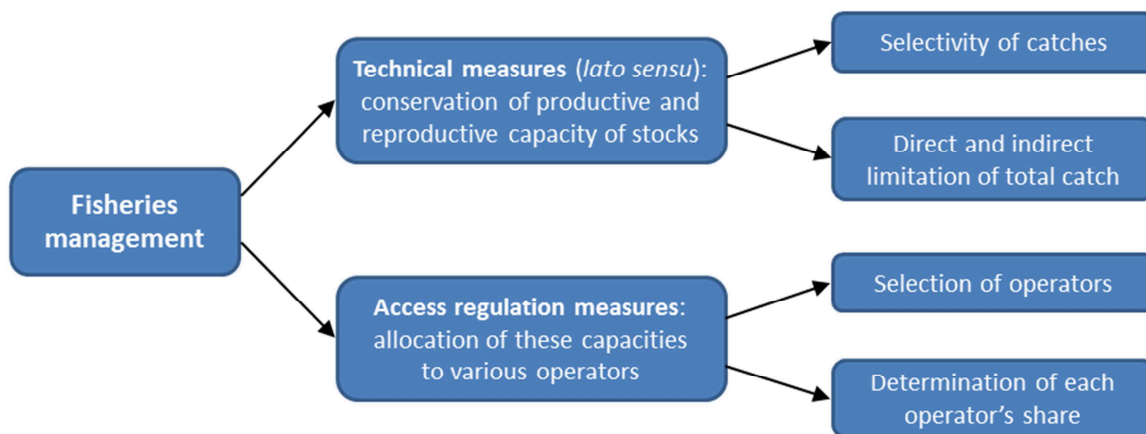 Fisheries
management
Technical measures (lato sensu):
conservation of productive and
reproductive capacity of stocks
Selectivity of catches
Direct and indirect
limitation of total catch
Access regulation measures:
allocation of these capacities
to various operators
Selection of operators
Determination of each
operator's share